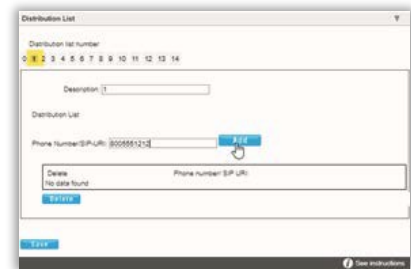 Distribution List
Distribution list number
0 1 2 3 4 5 6 7 8 9 10 11 12 13 14
Description: 1
Distribution List
Phone Number/SIP-URI: 8005551212 Add
Delete Phone number/ SIP URI:
No data found
Delete
Save
i See instructions